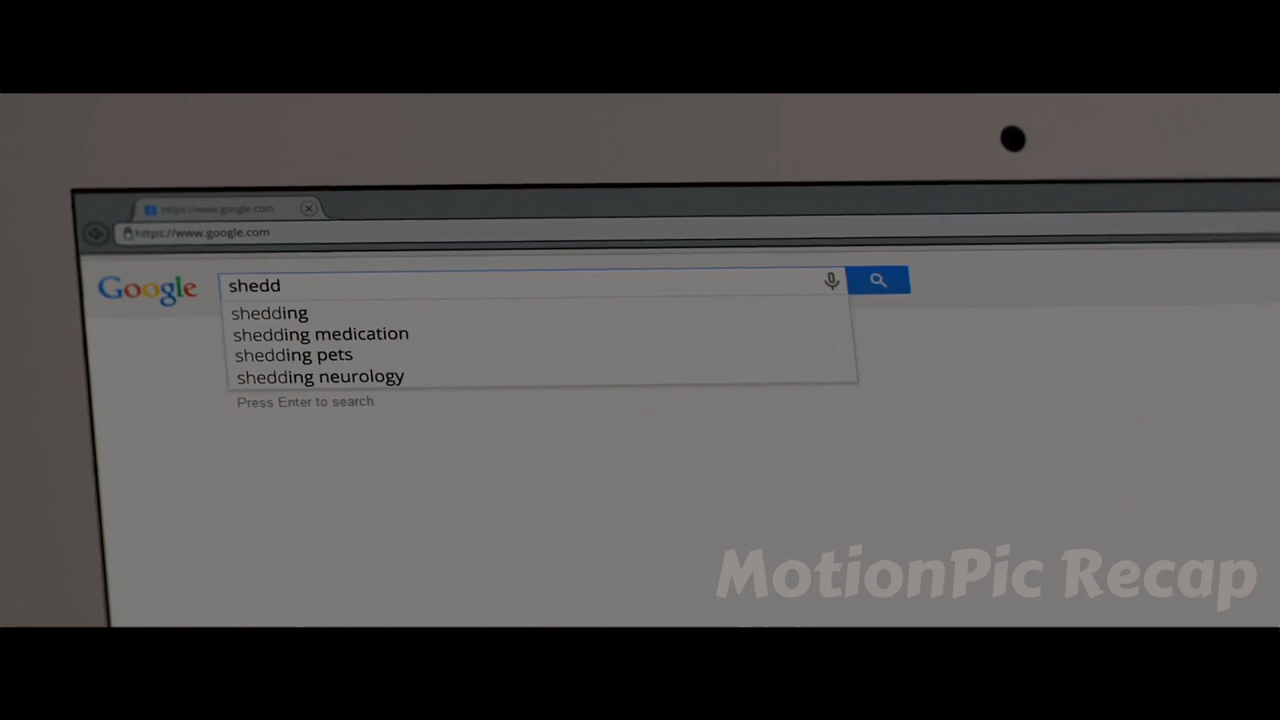 https://www.google.com
https://www.google.com
Google
shedd
shedding
shedding medication
shedding pets
shedding neurology
Press Enter to search.
MotionPic Recap